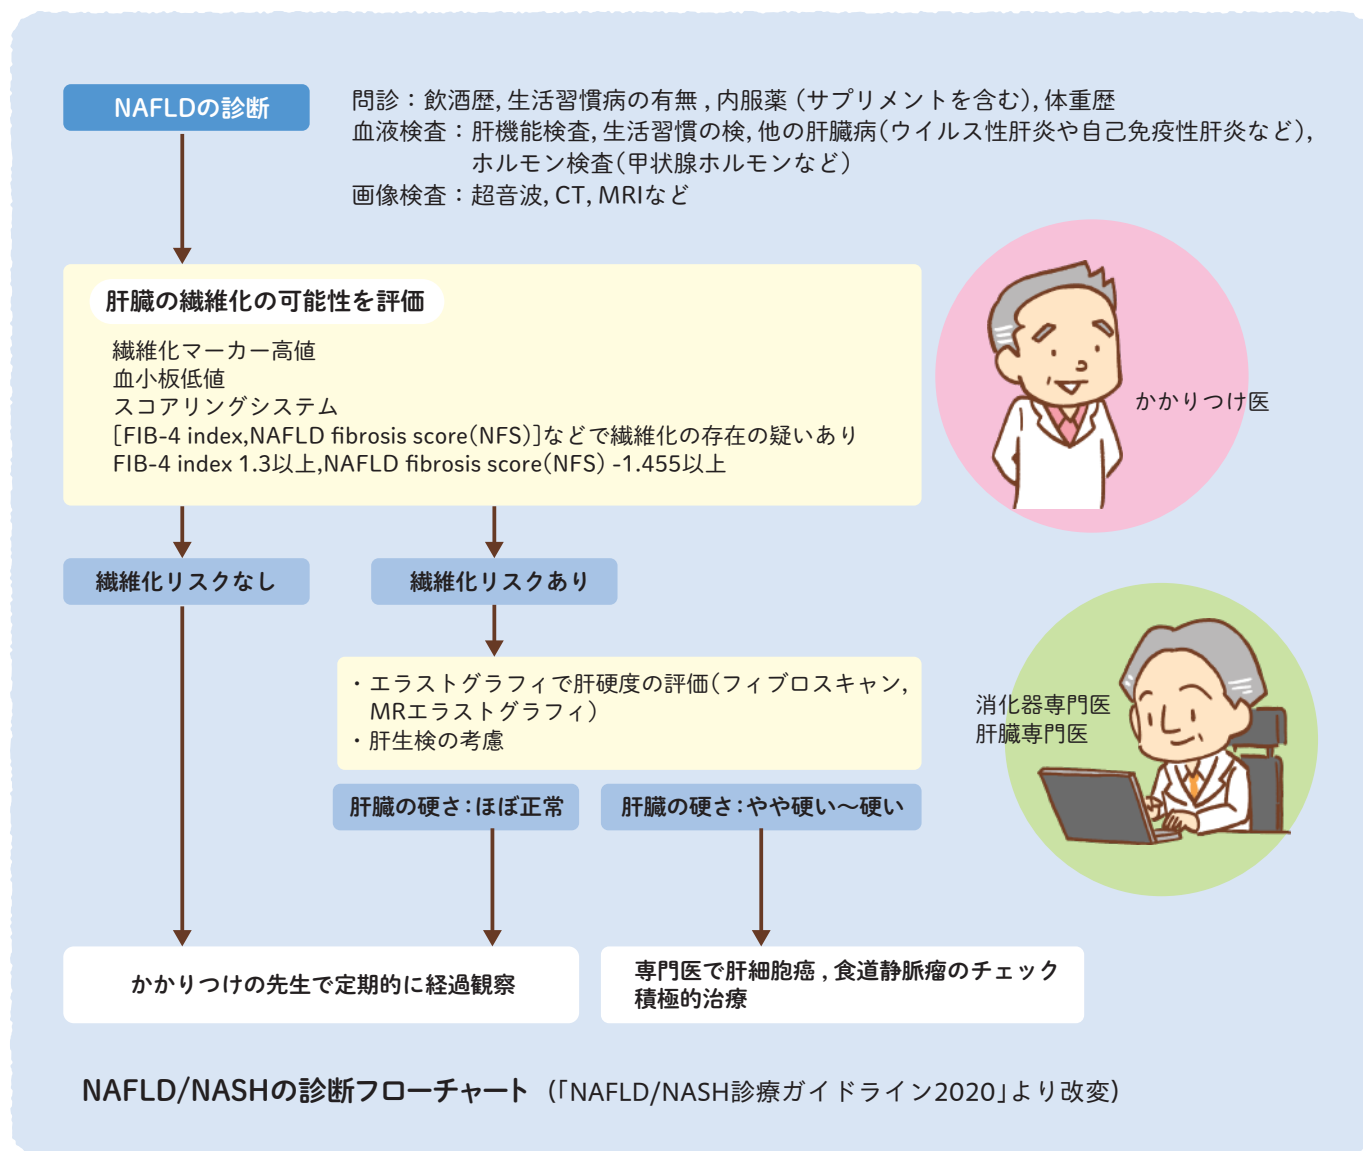 NAFLDの診断
問診：飲酒歴, 生活習慣病の有無 , 内服薬（サプリメントを含む）, 体重歴
血液検査：肝機能検査, 生活習慣の検, 他の肝臓病（ウイルス性肝炎や自己免疫性肝炎など）,
ホルモン検査（甲状腺ホルモンなど）
画像検査：超音波, CT, MRIなど
肝臓の繊維化の可能性を評価
繊維化マーカー高値
血小板低値
スコアリングシステム
[FIB-4 index,NAFLD fibrosis score(NFS)]などで繊維化の存在の疑いあり
FIB-4 index 1.3以上,NAFLD fibrosis score(NFS) -1.455以上
かかりつけ医
繊維化リスクなし
繊維化リスクあり
・エラストグラフィで肝硬度の評価（フィブロスキャン,
MRエラストグラフィ）
・肝生検の考慮
消化器専門医
肝臓専門医
肝臓の硬さ：ほぼ正常
肝臓の硬さ：やや硬い〜硬い
かかりつけの先生で定期的に経過観察
専門医で肝細胞癌 , 食道静脈瘤のチェック
積極的治療
NAFLD/NASHの診断フローチャート（「NAFLD/NASH診療ガイドライン2020」より改変）